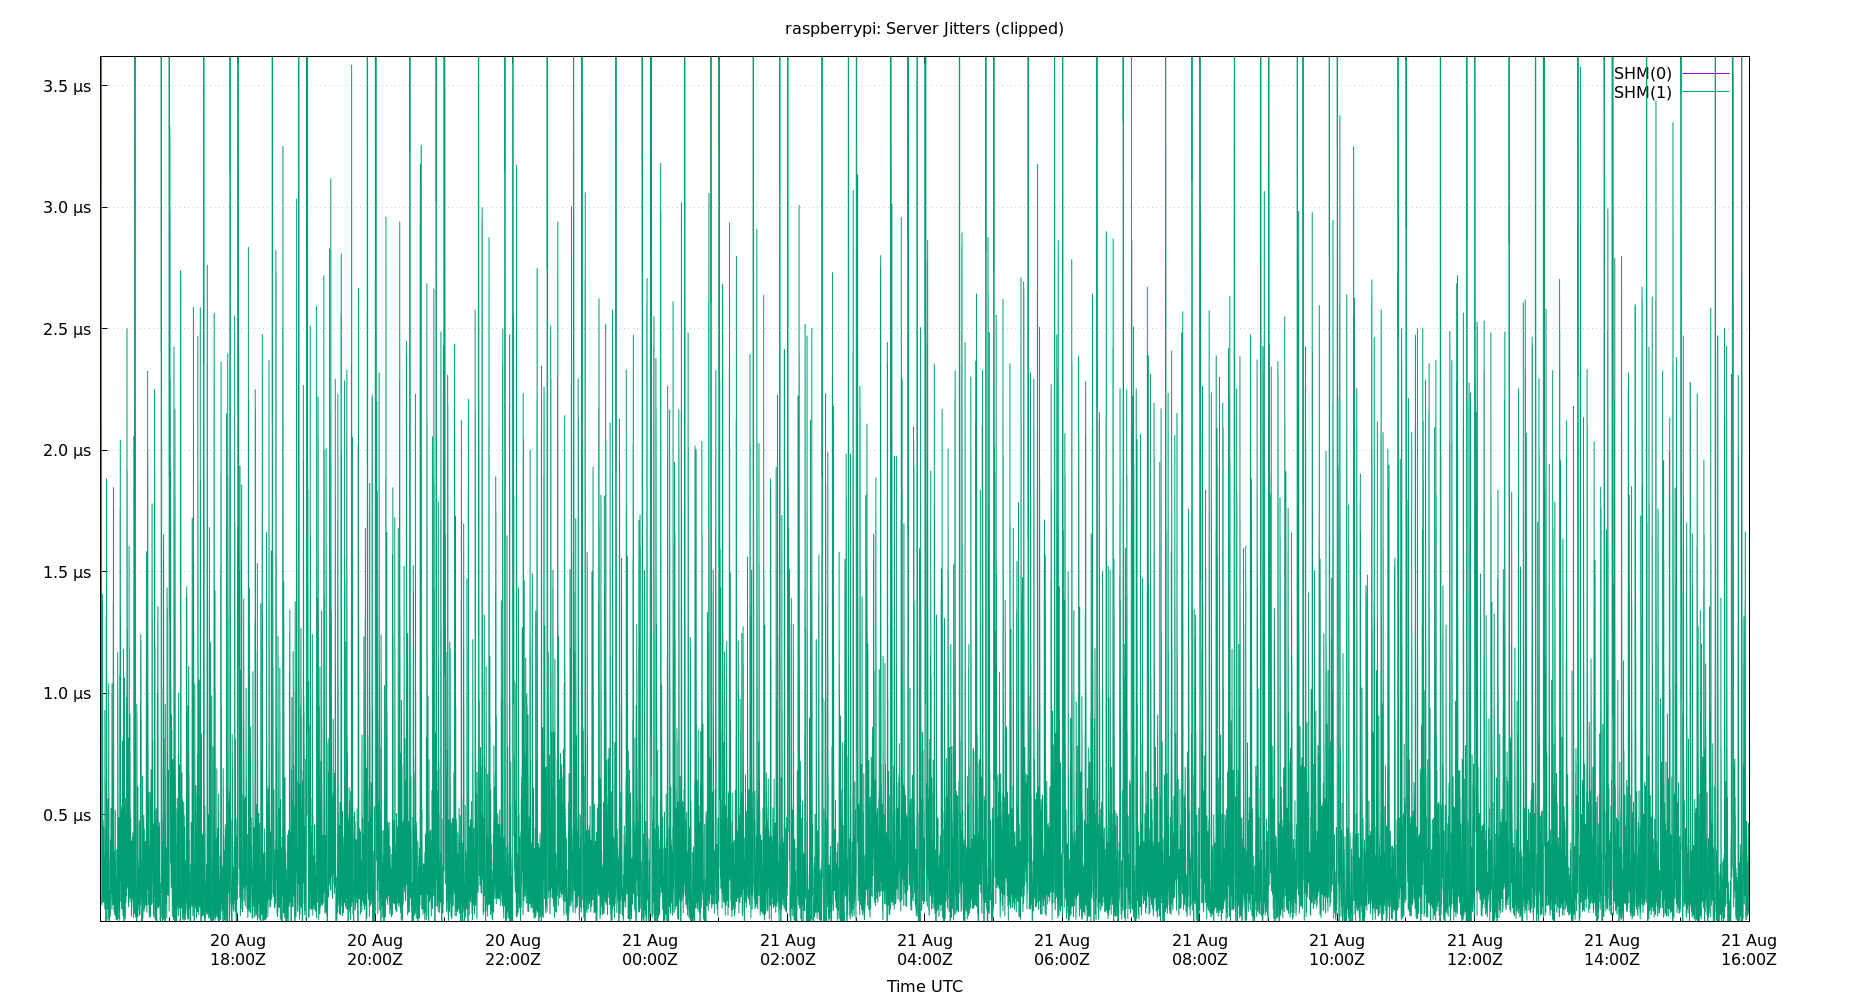 raspberrypi: Server Jitters (clipped)
SHM(0)
SHM(1)
3.5 µs
3.0 µs
2.5 µs
2.0 µs
1.5 µs
1.0 µs
0.5 µs
20 Aug 20 Aug 20 Aug 21 Aug 21 Aug 21 Aug 21 Aug 21 Aug 21 Aug 21 Aug 21 Aug 21 Aug
18:00Z 20:00Z 22:00Z 00:00Z 02:00Z 04:00Z 06:00Z 08:00Z 10:00Z 12:00Z 14:00Z 16:00Z
Time UTC